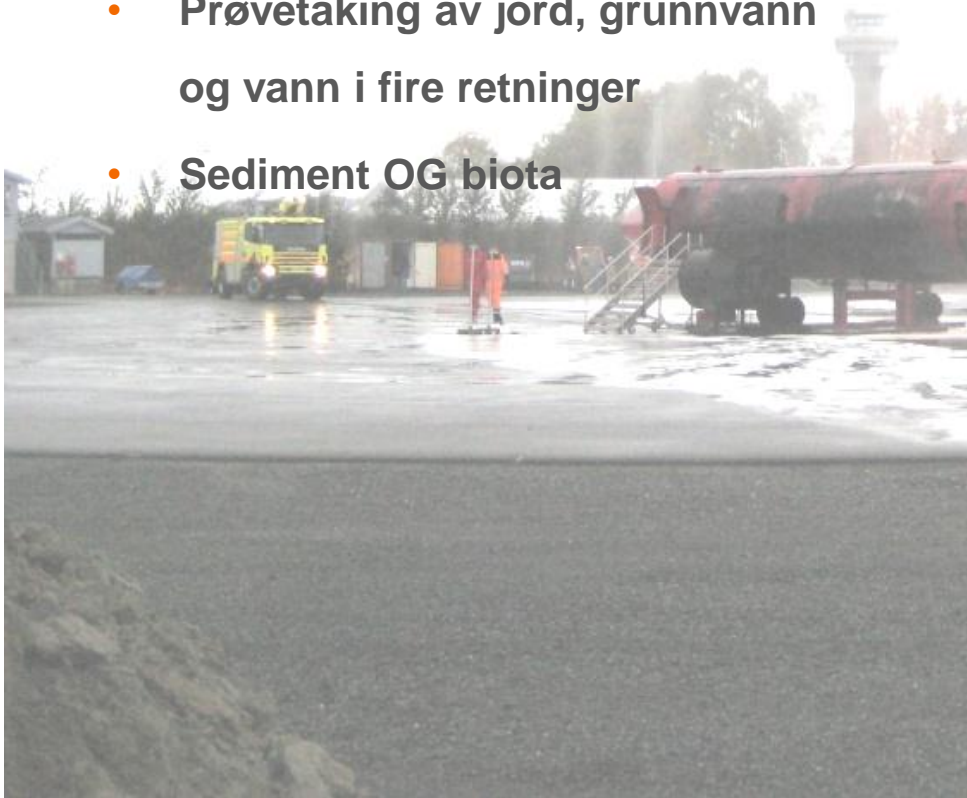 • Prøvetaking av jord, grunnvann
og vann i fire retninger
• Sediment OG biota